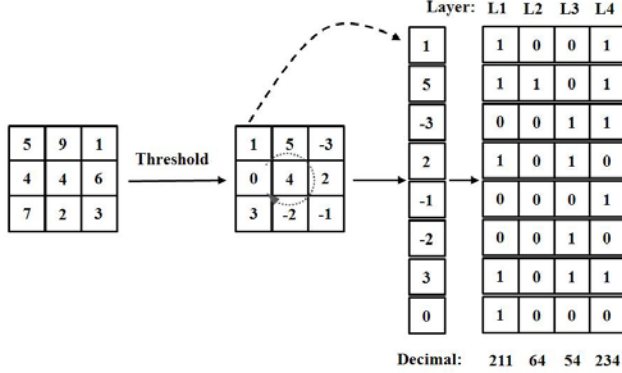 Layer: L1 L2 L3 L4
1 1 0 0 1
5 1 1 0 1
-3 0 0 1 1
2 1 0 1 0
-1 0 0 0 1
-2 0 0 1 0
3 1 0 1 1
0 1 0 0 0
Decimal: 211 64 54 234
5 9 1
4 4 6
7 2 3
Threshold
1 5 -3
0 4 2
3 -2 -1